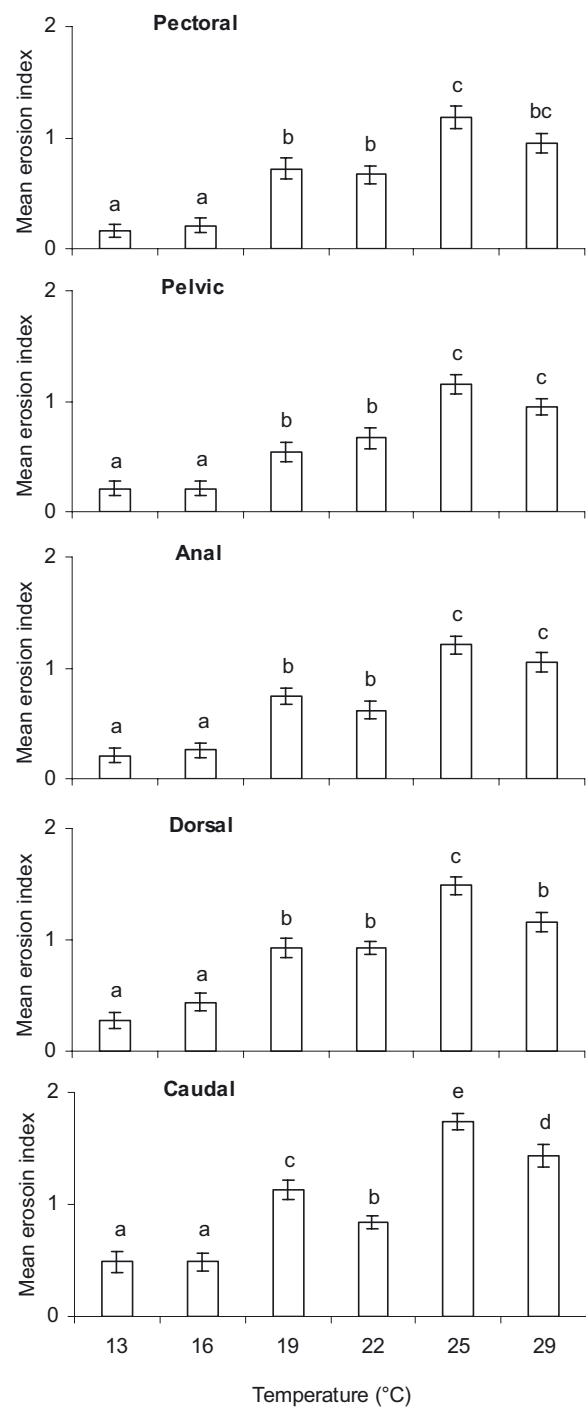 Pectoral
Mean erosion index
2
1
0
a
a
b
b
c
bc
Pelvic
Mean erosion index
2
1
0
a
a
b
b
c
c
Anal
Mean erosion index
2
1
0
a
a
b
b
c
c
Dorsal
Mean erosion index
2
1
0
a
a
b
b
c
b
Caudal
Mean erosoin index
2
1
0
a
a
c
b
e
d
13 16 19 22 25 29
Temperature (°C)